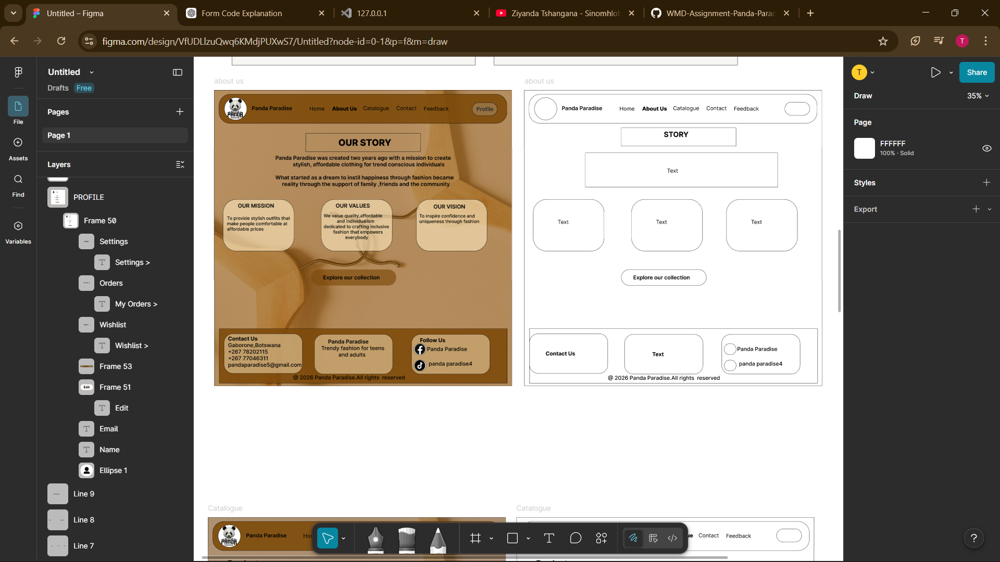 Untitled – Figma
Form Code Explanation
127.0.0.1
Ziyanda Tshangana - Sinomhlo
WMD-Assignment-Panda-Parad
figma.com/design/VfUDLlzuQwq6KMdjPUXwS7/Untitled?node-id=0-1&p=f&m=draw
T
Untitled
Drafts
Free
File
Assets
Find
Variables
Pages
Page 1
Layers
PROFILE
Frame 50
Settings
T
Settings >
Orders
T
My Orders >
Wishlist
T
Wishlist >
Frame 53
Edit
Frame 51
T
Edit
T
Email
T
Name
Ellipse 1
Line 9
Line 8
Line 7
about us
PANDA
PARADISE
Panda Paradise
Home
About Us
Catalogue
Contact
Feedback
Profile
OUR STORY
Panda Paradise was created two years ago with a mission to create
stylish, affordable clothing for trend conscious individuals
What started as a dream to instil happiness through fashion became
reality through the support of family ,friends and the community
OUR MISSION
To provide stylish outfits that
make people comfortable at
affordable prices
OUR VALUES
We value quality,affordable
and individualism
dedicated to crafting inclusive
fashion that empowers
everybody
OUR VISION
To inspire confidence and
uniqueness through fashion
Explore our collection
Contact Us
Gaborone,Botswana
+267 78202115
+267 77046311
pandaparadise5@gmail.com
Panda Paradise
Trendy fashion for teens
and adults
Follow Us
Panda Paradise
panda paradise4
@ 2026 Panda Paradise.All rights  reserved
about us
Panda Paradise
Home
About Us
Catalogue
Contact
Feedback
STORY
Text
Text
Text
Text
Explore our collection
Contact Us
Text
Panda Paradise
panda paradise4
@ 2026 Panda Paradise.All rights  reserved
Catalogue
PANDA
Panda Paradise
Ho
Catalogue
ue
Contact
Feedback
T
Share
Draw
35%
Page
FFFFFF
100% · Solid
Styles
Export
?